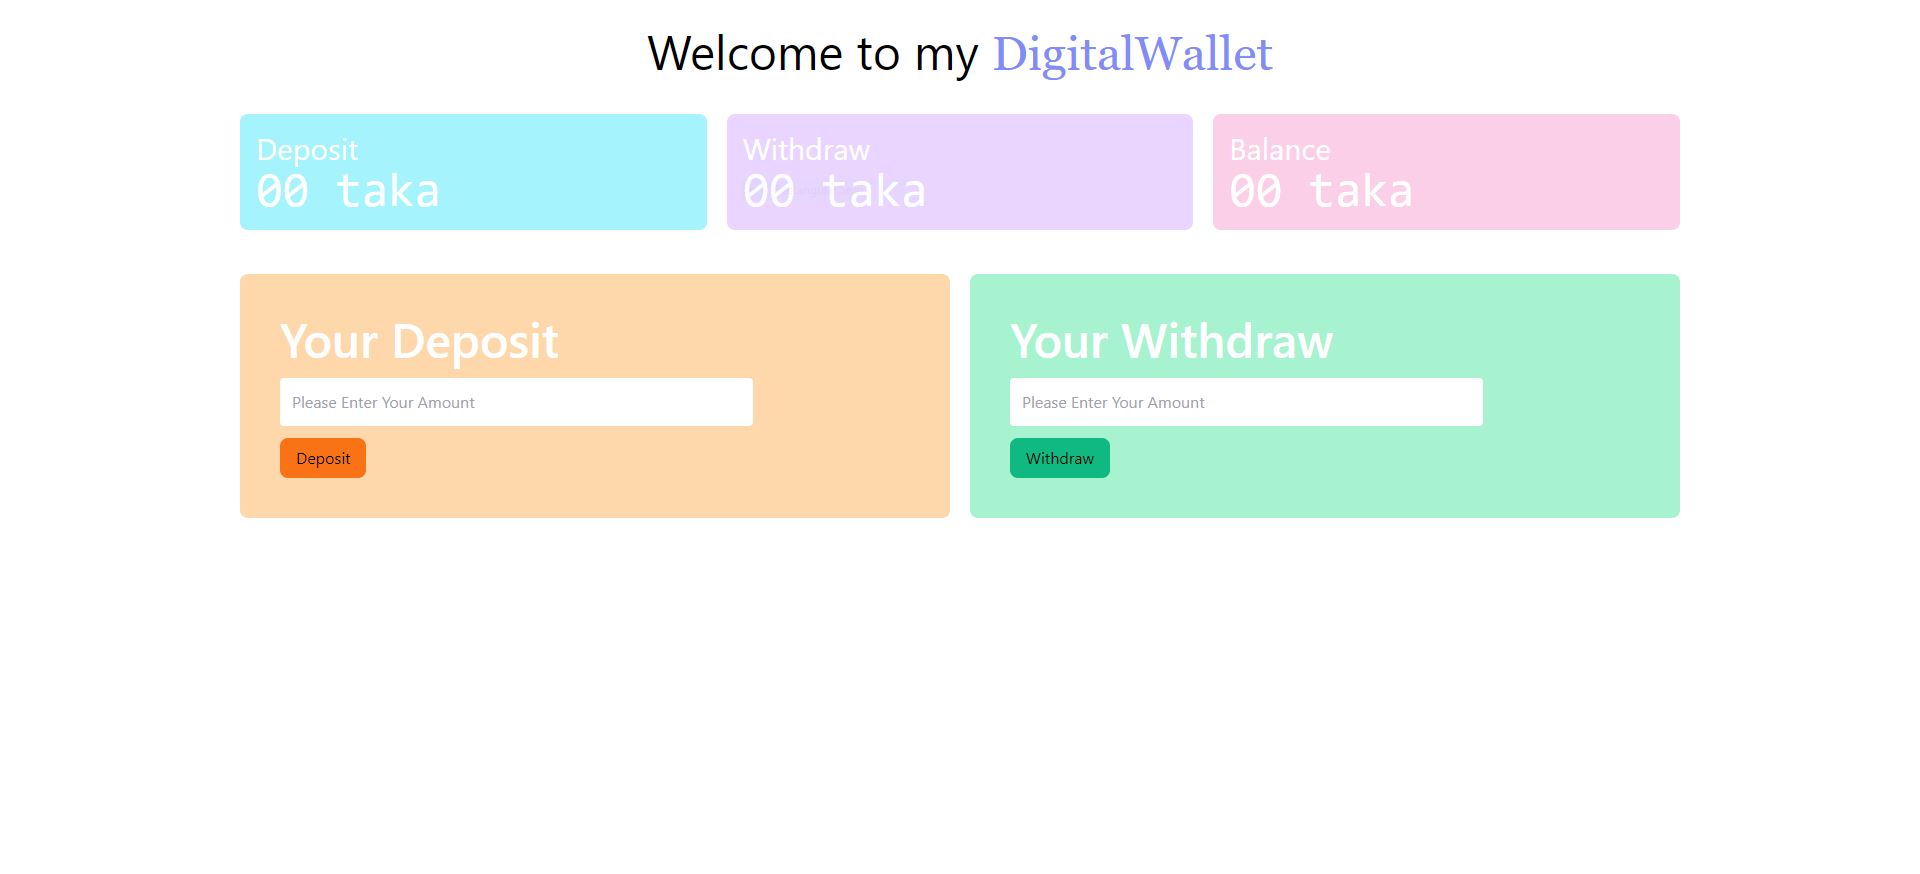 Welcome to my DigitalWallet
Deposit
00 taka
Withdraw
00 taka
Balance
00 taka
Your Deposit
Please Enter Your Amount
Deposit
Your Withdraw
Please Enter Your Amount
Withdraw